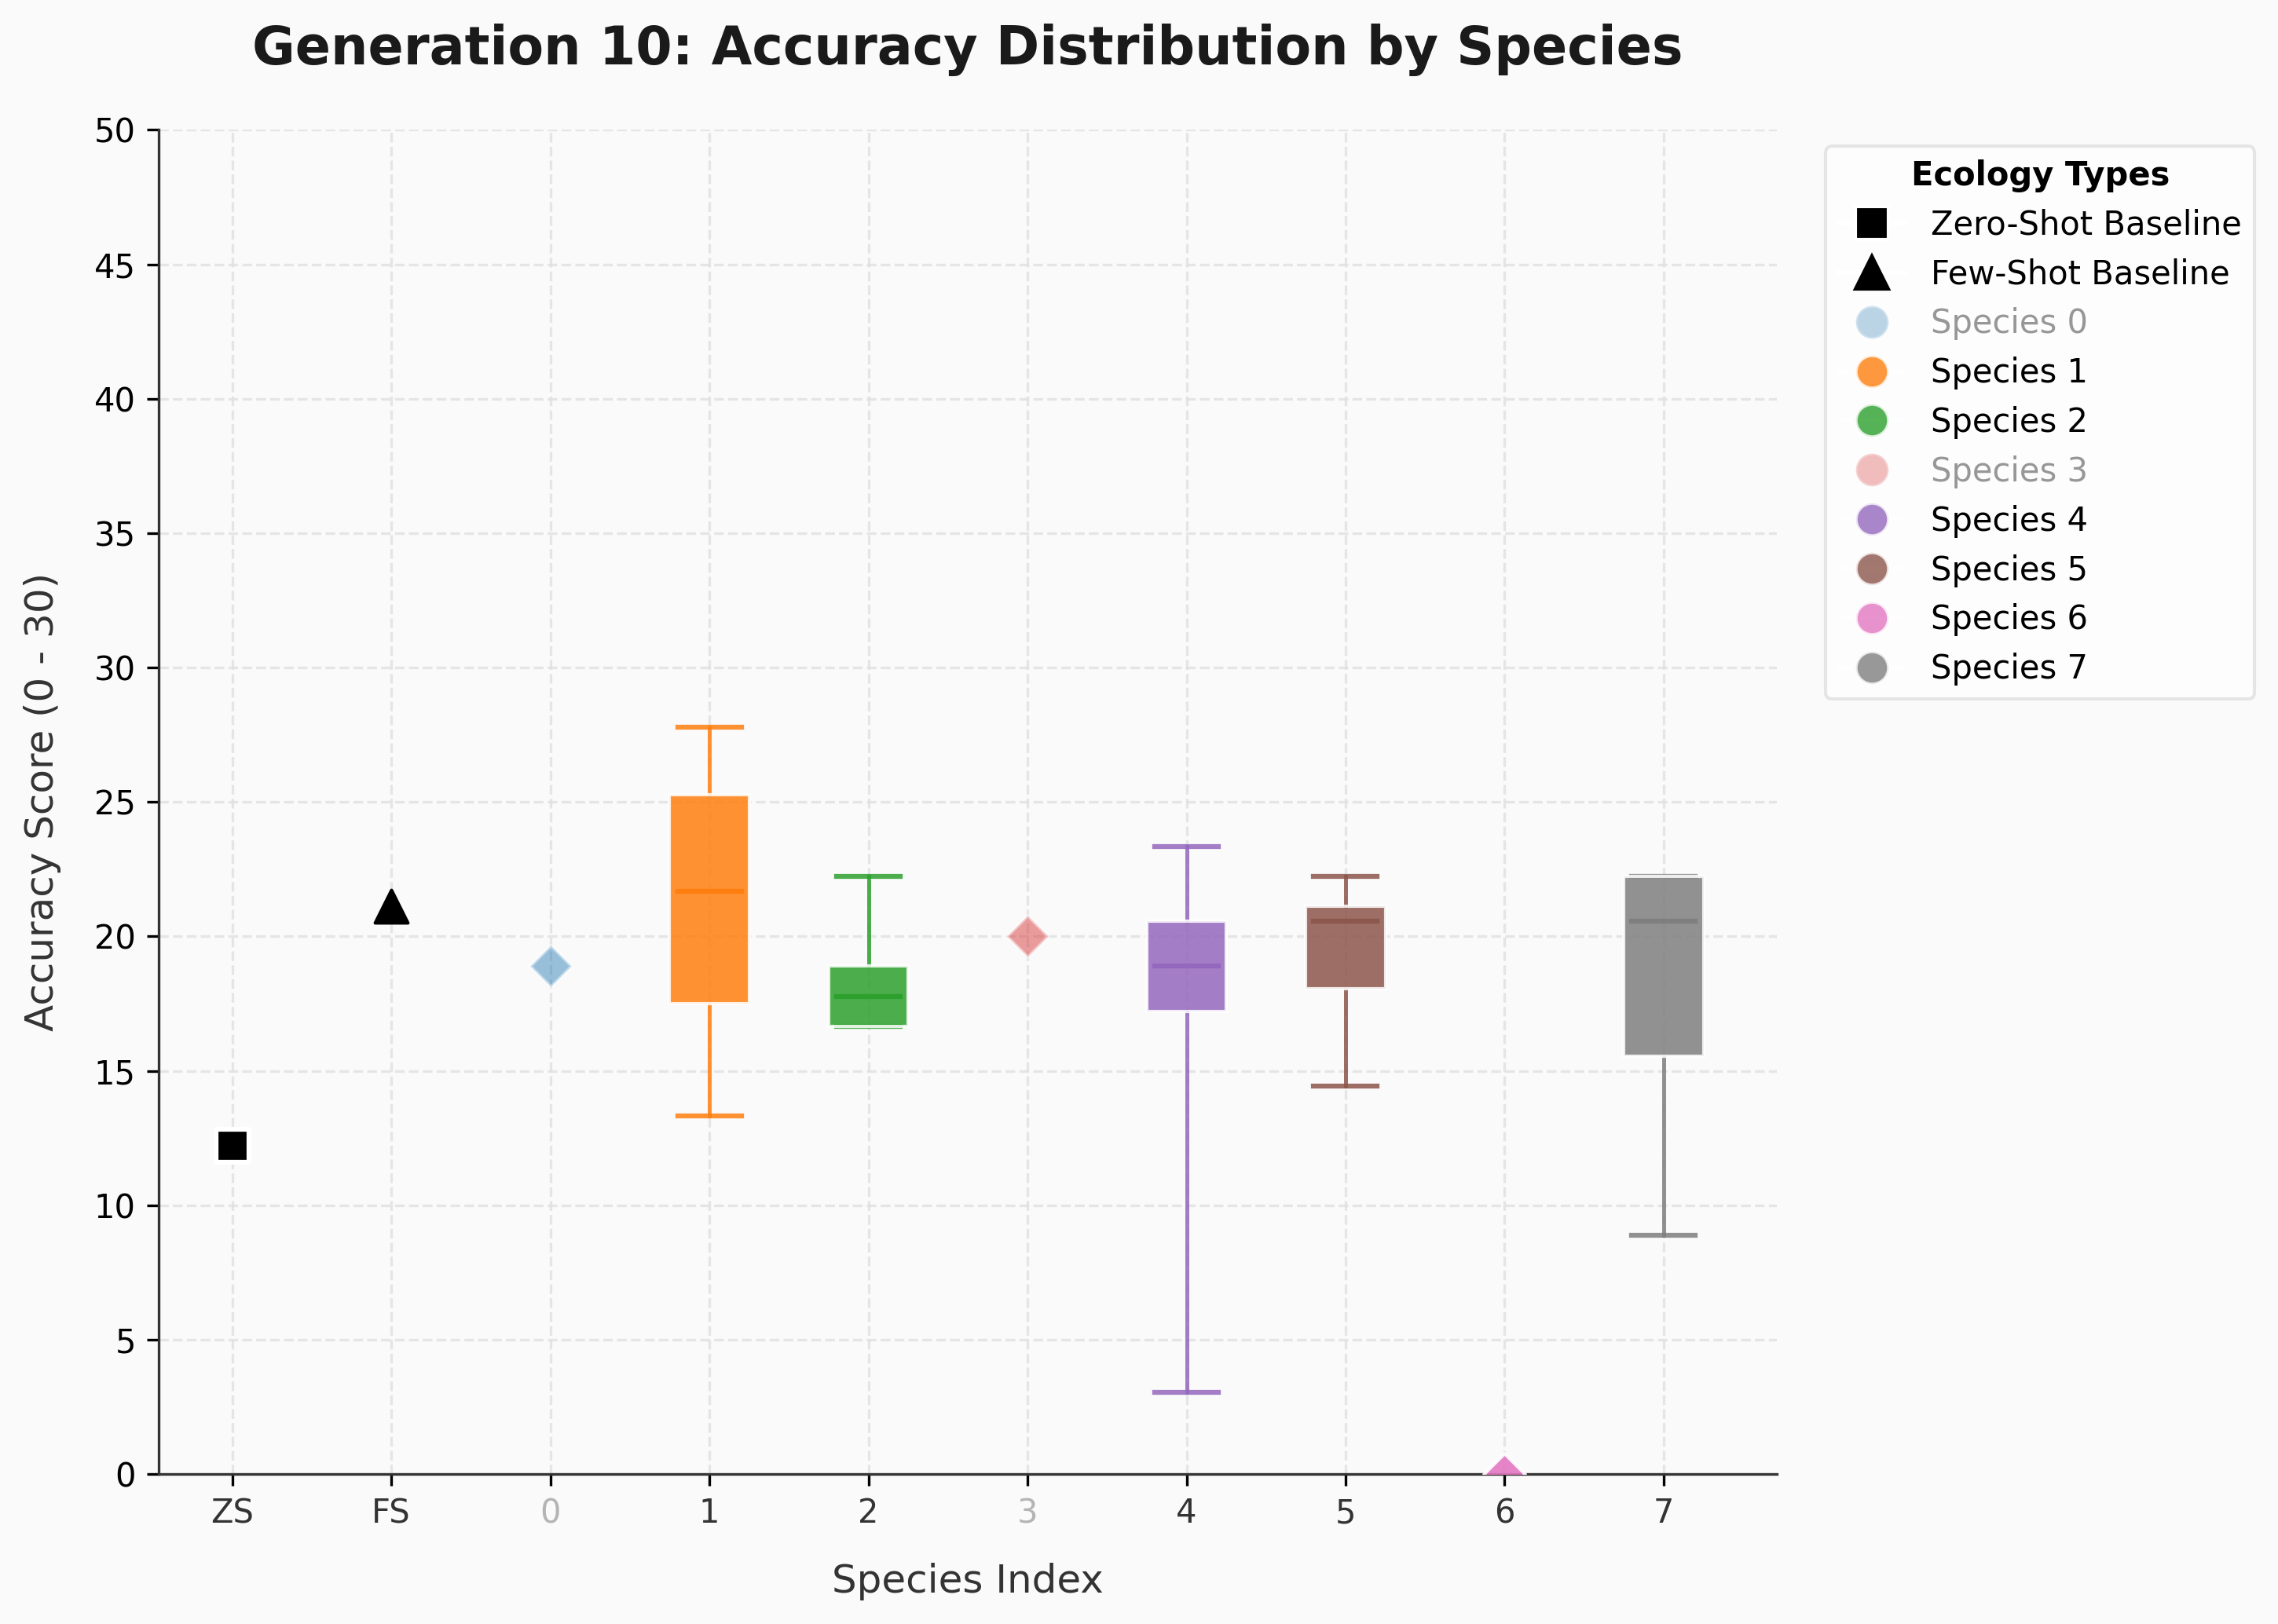 Generation 10: Accuracy Distribution by Species
50
45
40
35
30
25
20
15
10
5
0
Accuracy Score (0 - 30)
ZS FS 0 1 2 3 4 5 6 7
Species Index
Ecology Types
Zero-Shot Baseline
Few-Shot Baseline
Species 0
Species 1
Species 2
Species 3
Species 4
Species 5
Species 6
Species 7